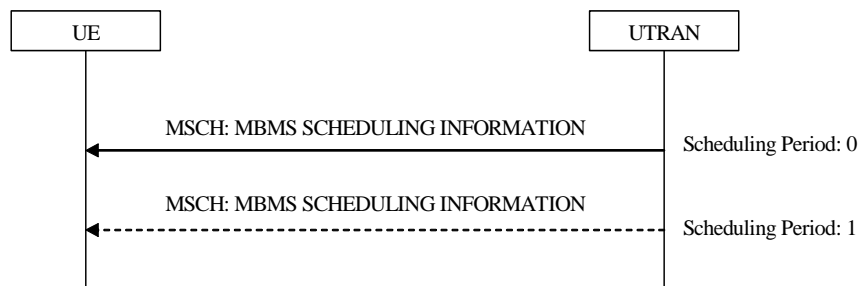 UE
UTRAN
MSCH: MBMS SCHEDULING INFORMATION
Scheduling Period: 0
MSCH: MBMS SCHEDULING INFORMATION
Scheduling Period: 1